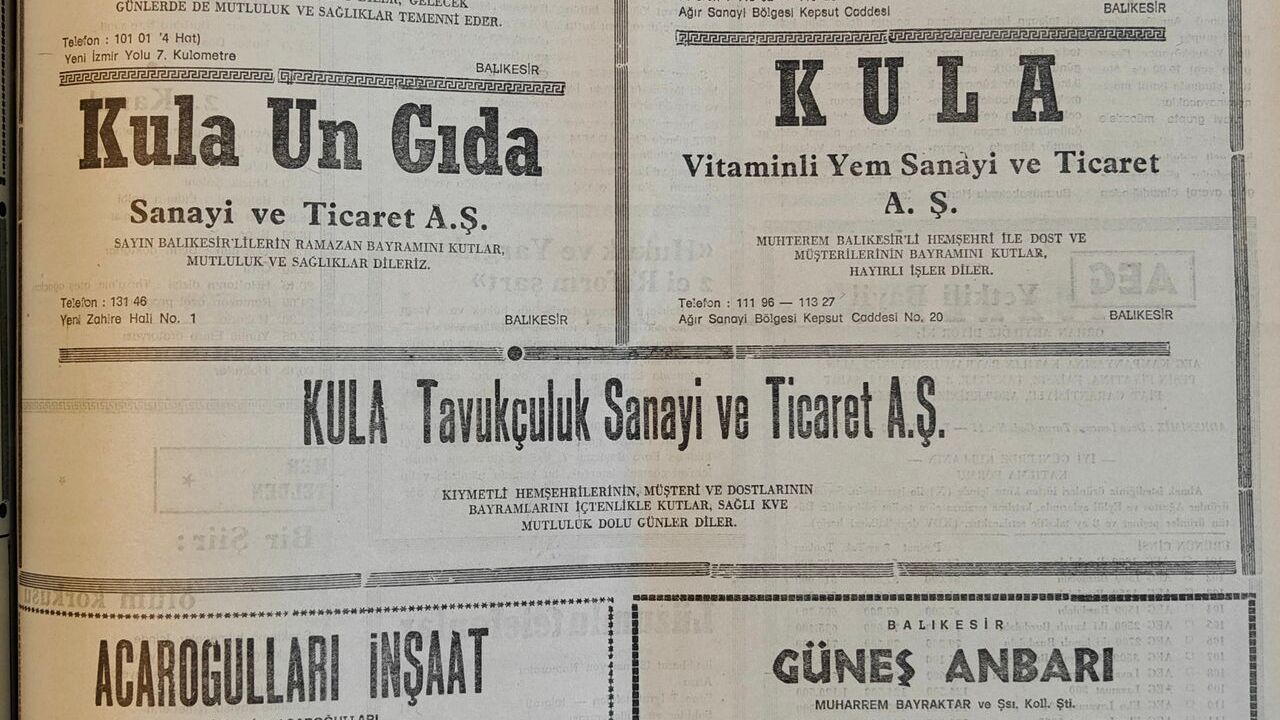 GÜNLERDE DE MUTLULUK VE SAĞLIKLAR TEMENNİ EDER.
Telefon : 101 01 '4 Hat)
Yeni İzmir Yolu 7. Kulometre
BALIKESİR
Kula Un Gıda
Sanayi ve Ticaret A.Ş.
SAYIN BALIKESİR'LİLERİN RAMAZAN BAYRAMINI KUTLAR,
MUTLULUK VE SAĞLIKLAR DİLERİZ.
Telefon : 131 46
Yeni Zahire Hali No. 1
BALIKESİR
Ağır Sanayi Bölgesi Kepsut Caddesi
BALIKESİR
KULA
Vitaminli Yem Sanayi ve Ticaret
A. Ş.
MUHTEREM BALIKESİR'Lİ HEMŞEHRİ İLE DOST VE
MÜŞTERİLERİNİN BAYRAMINI KUTLAR,
HAYIRLI İŞLER DİLER.
Telefon : 111 96 — 113 27
Ağır Sanayi Bölgesi Kepsut Caddesi No. 20
BALIKESİR
KULA Tavukçuluk Sanayi ve Ticaret A.Ş.
KIYMETLİ HEMŞEHRİLERİNİN, MÜŞTERİ VE DOSTLARININ
BAYRAMLARINI İÇTENLİKLE KUTLAR, SAĞLI KVE
MUTLULUK DOLU GÜNLER DİLER.
ACAROGULLARI İNŞAAT
BALIKESİR
GÜNEŞ ANBARI
MUHARREM BAYRAKTAR ve Şsı. Koll. Şti.